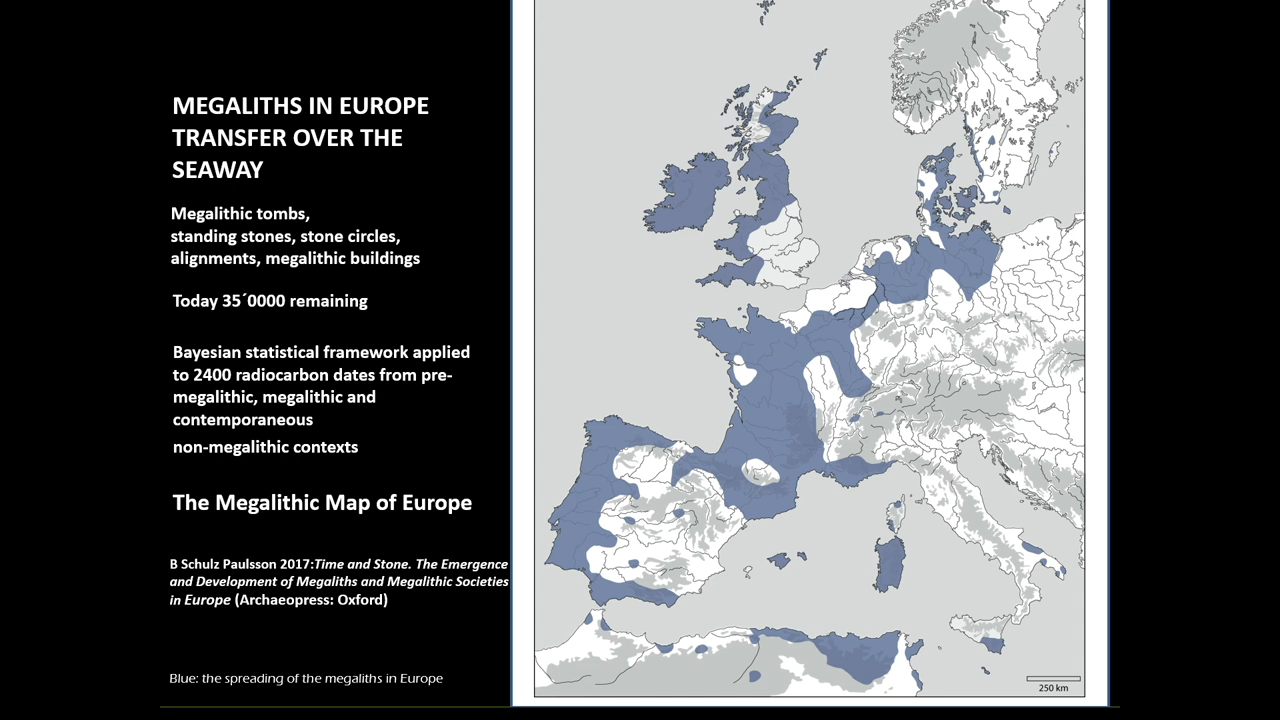 MEGALITHS IN EUROPE
TRANSFER OVER THE
SEAWAY
Megalithic tombs,
standing stones, stone circles,
alignments, megalithic buildings
Today 35´0000 remaining
Bayesian statistical framework applied
to 2400 radiocarbon dates from pre-
megalithic, megalithic and
contemporaneous
non-megalithic contexts
The Megalithic Map of Europe
B Schulz Paulsson 2017:Time and Stone. The Emergence
and Development of Megaliths and Megalithic Societies
in Europe (Archaeopress: Oxford)
Blue: the spreading of the megaliths in Europe
250 km